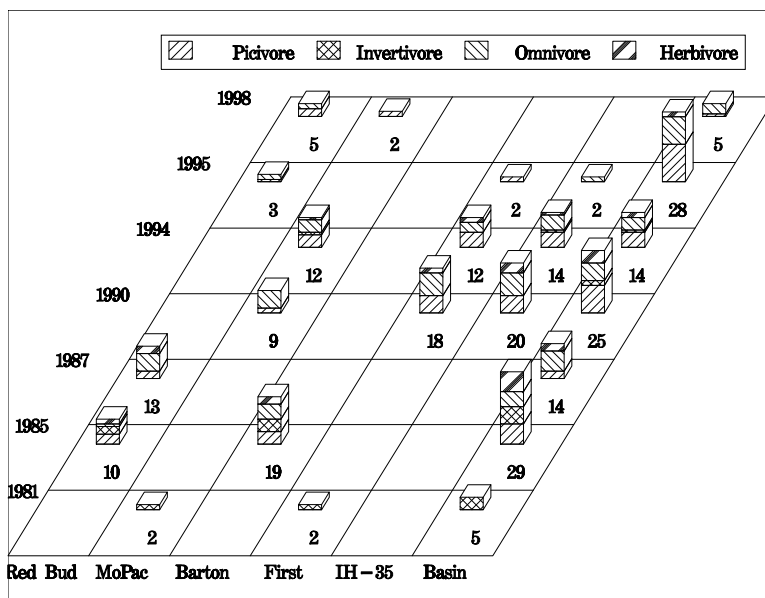 Picivore Invertivore Omnivore Herbivore
1998
5 2 5
1995
3 2 2 28
1994
12 12 14 14
1990
9 18 20 25
1987
13 14
1985
10 19 29
1981
2 2 5
Red Bud MoPac Barton First IH-35 Basin